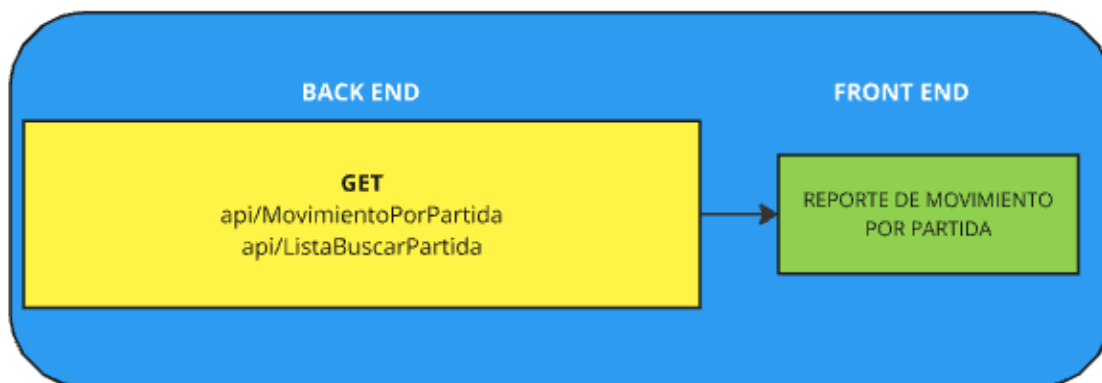 BACK END
FRONT END
GET
api/MovimientoPorPartida
api/ListaBuscarPartida
REPORTE DE MOVIMIENTO
POR PARTIDA